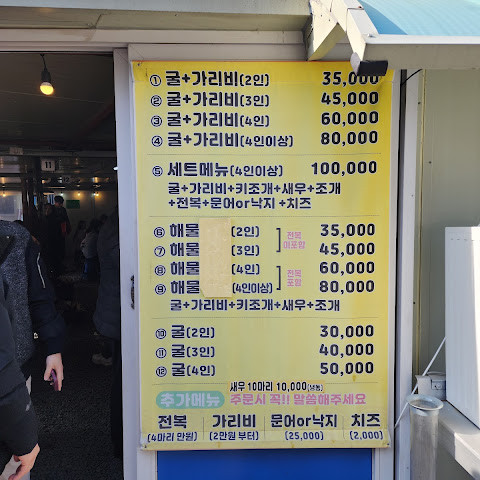 ① 굴+가리비(2인) 35,000
② 굴+가리비(3인) 45,000
③ 굴+가리비(4인) 60,000
④ 굴+가리비(4인이상) 80,000
⑤ 세트메뉴(4인이상) 100,000
굴+가리비+키조개+새우+조개
+전복+문어or낙지+치즈
⑥ 해물 (2인) 전복 미포함 35,000
⑦ 해물 (3인) 45,000
⑧ 해물 (4인) 전복 포함 60,000
⑨ 해물 (4인이상) 80,000
굴+가리비+키조개+새우+조개
⑩ 굴(2인) 30,000
⑪ 굴(3인) 40,000
⑫ 굴(4인) 50,000
새우 10마리 10,000(냉동)
추가메뉴 주문시 꼭!! 말씀해주세요
전복 가리비 문어or낙지 치즈
(4마리 만원) (2만원 부터) (25,000) (2,000)
11